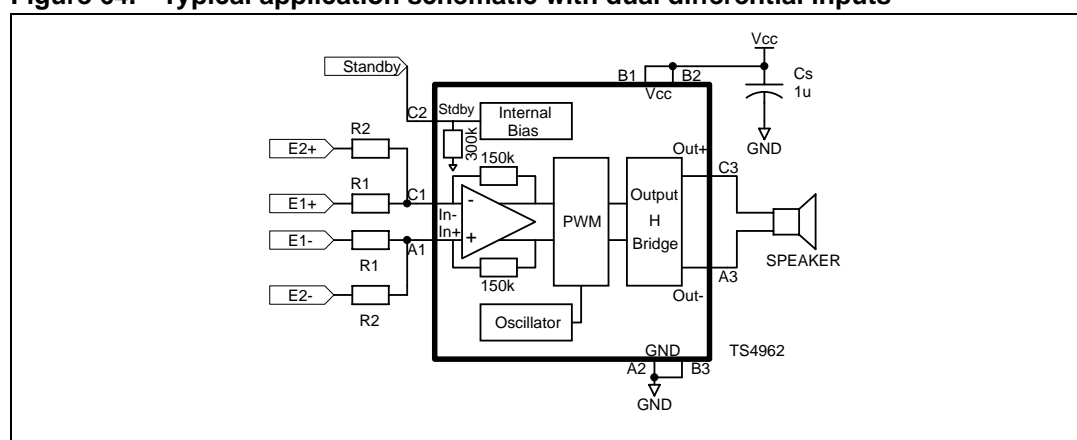 Figure 64. Typical application schematic with dual differential inputs
Vcc
Standby
B1
B2
Vcc
Cs
1u
C2
Stdby
Internal
Bias
GND
R2
300k
E2+
150k
Out+
C3
R1
C1
E1+
-
In-
In+
+
PWM
Output
H
Bridge
E1-
A1
SPEAKER
R1
A3
E2-
150k
Out-
R2
Oscillator
GND
TS4962
A2
B3
GND